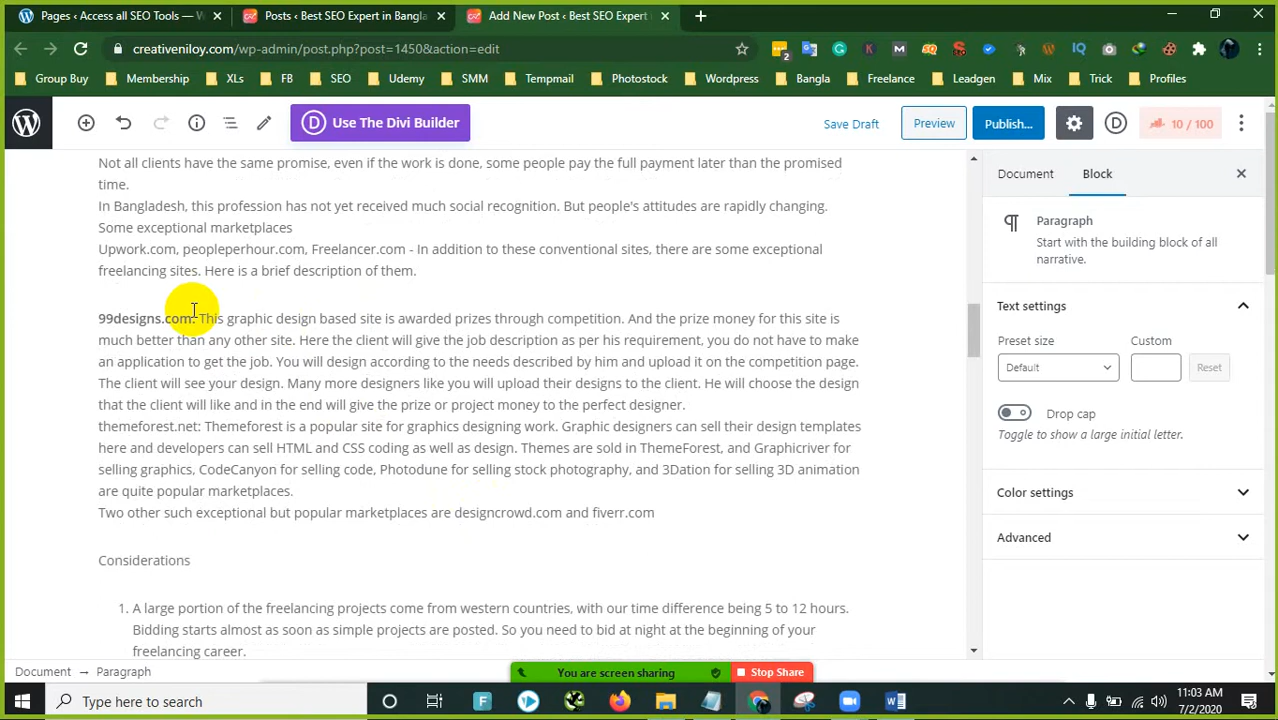 Pages ‹ Access all SEO Tools — W
Posts ‹ Best SEO Expert in Bangla
Add New Post ‹ Best SEO Expert
creativeniloy.com/wp-admin/post.php?post=1450&action=edit
2
Group Buy
Membership
XLs
FB
SEO
Udemy
SMM
Tempmail
Photostock
Wordpress
Bangla
Freelance
Leadgen
Mix
Trick
Profiles
Use The Divi Builder
Save Draft
Preview
Publish...
10 / 100
Not all clients have the same promise, even if the work is done, some people pay the full payment later than the promised
time.
In Bangladesh, this profession has not yet received much social recognition. But people's attitudes are rapidly changing.
Some exceptional marketplaces
Upwork.com, peopleperhour.com, Freelancer.com - In addition to these conventional sites, there are some exceptional
freelancing sites. Here is a brief description of them.
99designs.com: This graphic design based site is awarded prizes through competition. And the prize money for this site is
much better than any other site. Here the client will give the job description as per his requirement, you do not have to make
an application to get the job. You will design according to the needs described by him and upload it on the competition page.
The client will see your design. Many more designers like you will upload their designs to the client. He will choose the design
that the client will like and in the end will give the prize or project money to the perfect designer.
themeforest.net: Themeforest is a popular site for graphics designing work. Graphic designers can sell their design templates
here and developers can sell HTML and CSS coding as well as design. Themes are sold in ThemeForest, and Graphicriver for
selling graphics, CodeCanyon for selling code, Photodune for selling stock photography, and 3Dation for selling 3D animation
are quite popular marketplaces.
Two other such exceptional but popular marketplaces are designcrowd.com and fiverr.com
Considerations
1. A large portion of the freelancing projects come from western countries, with our time difference being 5 to 12 hours.
Bidding starts almost as soon as simple projects are posted. So you need to bid at night at the beginning of your
freelancing career.
Document
Block
Paragraph
Start with the building block of all
narrative.
Text settings
Preset size
Custom
Default
Reset
Drop cap
Toggle to show a large initial letter.
Color settings
Advanced
Document → Paragraph
You are screen sharing
Stop Share
Type here to search
11:03 AM
7/2/2020